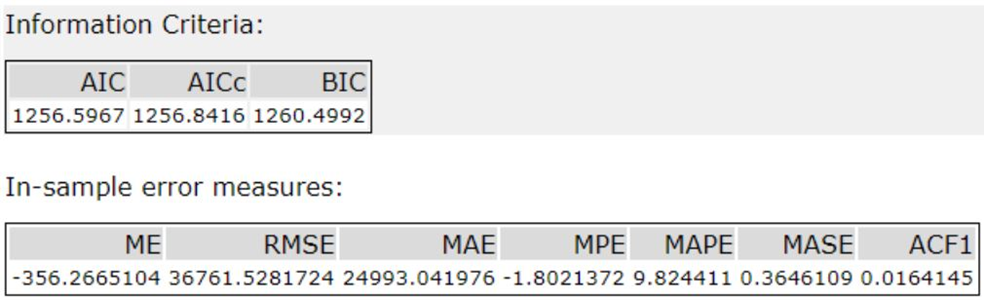 Information Criteria:
AIC AICc BIC
1256.5967 1256.8416 1260.4992
In-sample error measures:
ME RMSE MAE MPE MAPE MASE ACF1
-356.2665104 36761.5281724 24993.041976 -1.8021372 9.824411 0.3646109 0.0164145